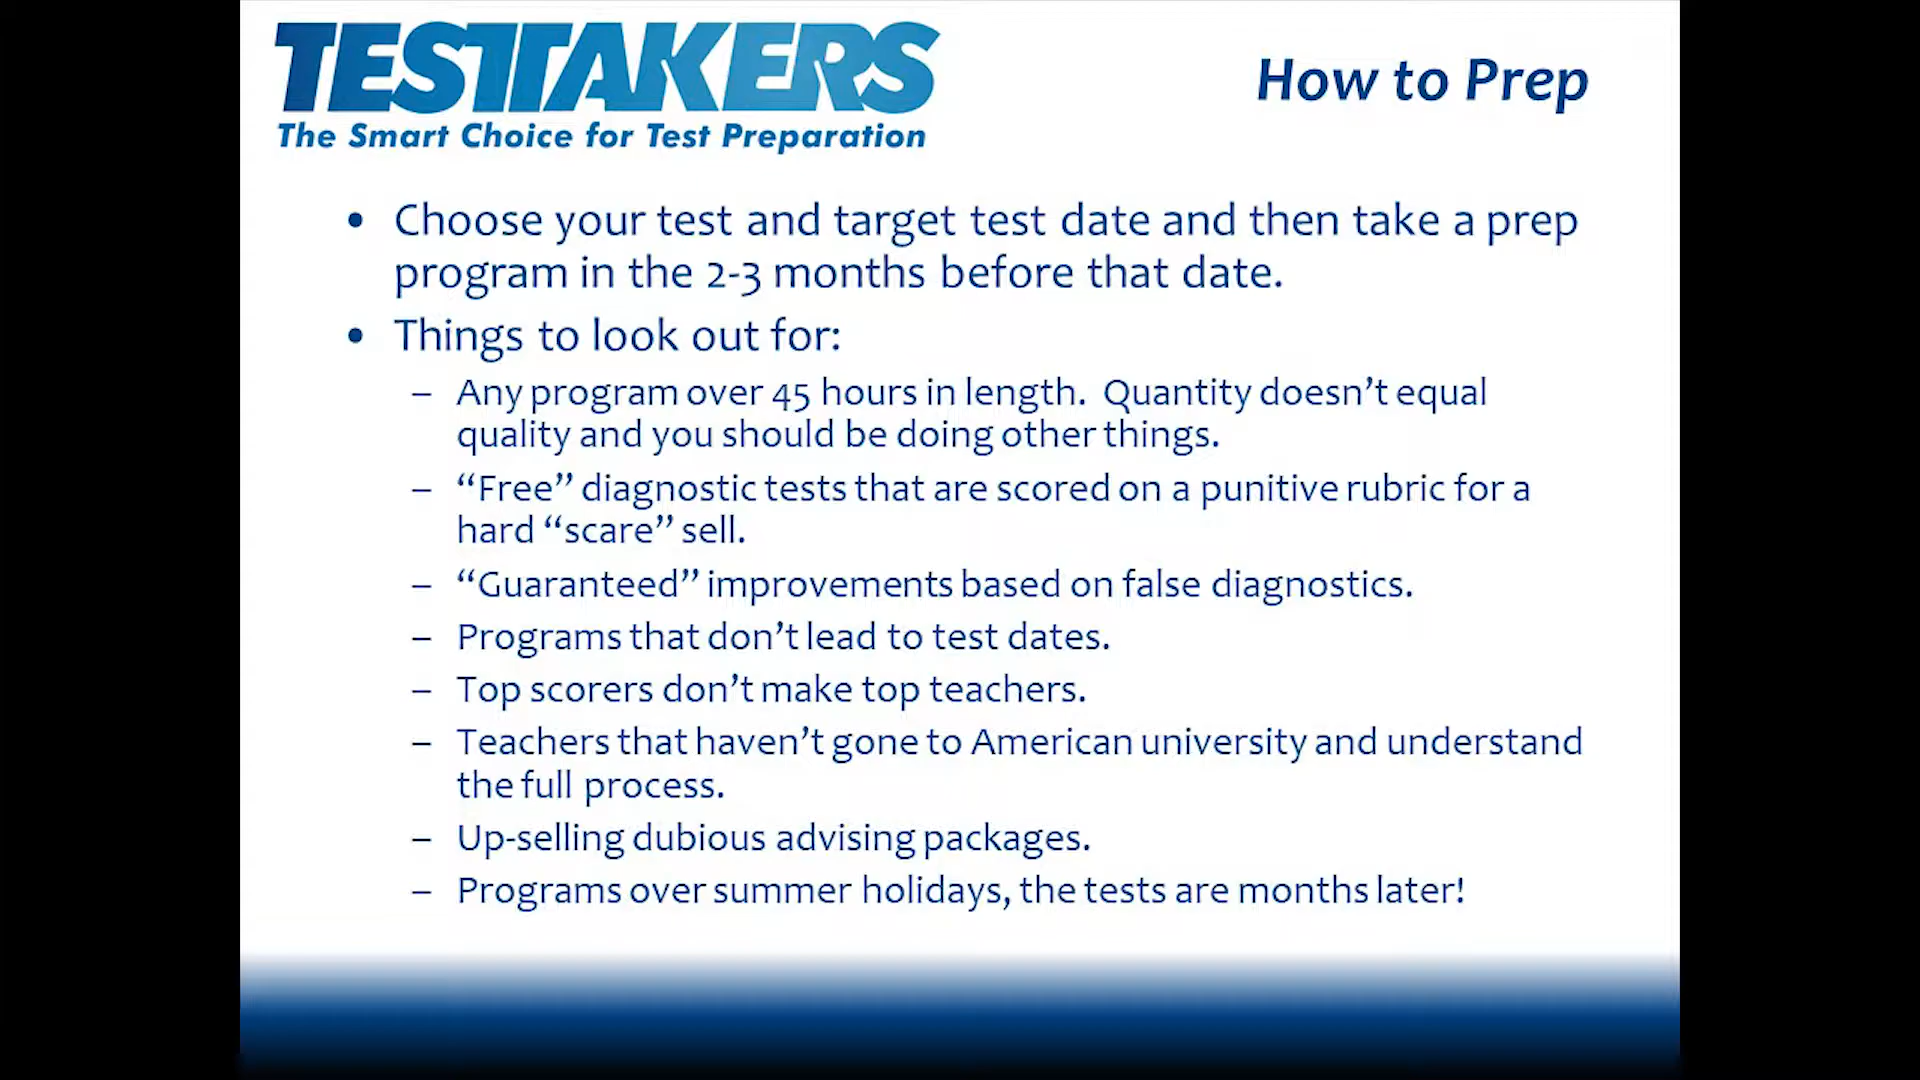 TESTTAKERS
The Smart Choice for Test Preparation
How to Prep
• Choose your test and target test date and then take a prep
program in the 2-3 months before that date.
• Things to look out for:
– Any program over 45 hours in length.  Quantity doesn’t equal
quality and you should be doing other things.
– “Free” diagnostic tests that are scored on a punitive rubric for a
hard “scare” sell.
– “Guaranteed” improvements based on false diagnostics.
– Programs that don’t lead to test dates.
– Top scorers don’t make top teachers.
– Teachers that haven’t gone to American university and understand
the full process.
– Up-selling dubious advising packages.
– Programs over summer holidays, the tests are months later!